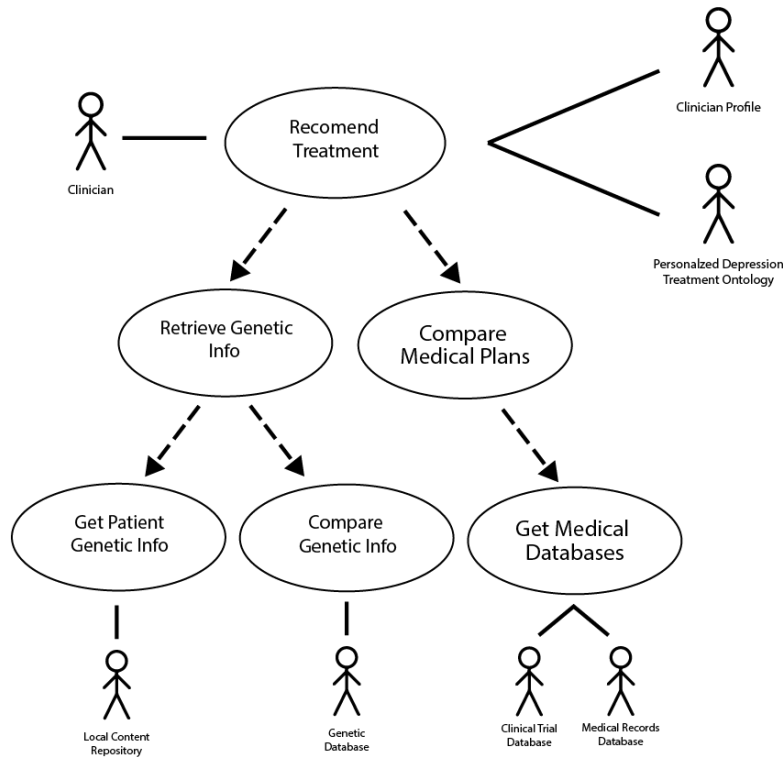 Recomend
Treatment
Clinician Profile
Clinician
Personalzed Depression
Treatment Ontology
Retrieve Genetic
Info
Compare
Medical Plans
Get Patient
Genetic Info
Compare
Genetic Info
Get Medical
Databases
Local Content
Repository
Genetic
Database
Clinical Trial
Database
Medical Records
Database